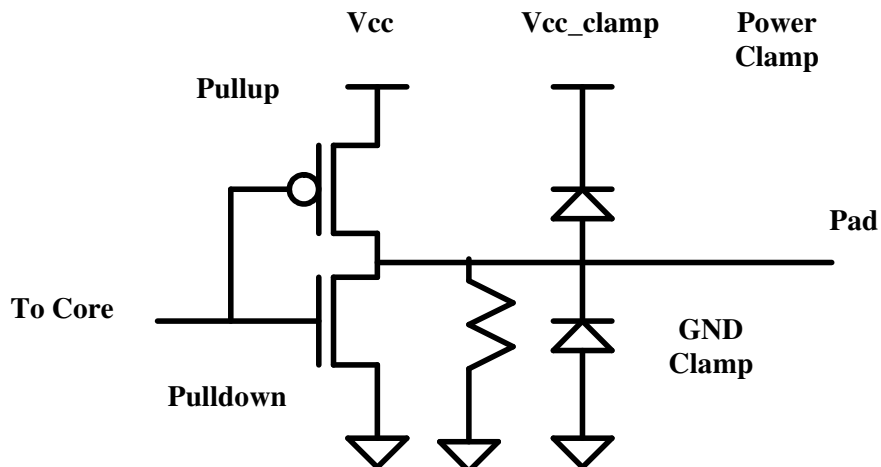 Vcc
Vcc_clamp
Power
Clamp
Pullup
Pad
To Core
GND
Clamp
Pulldown